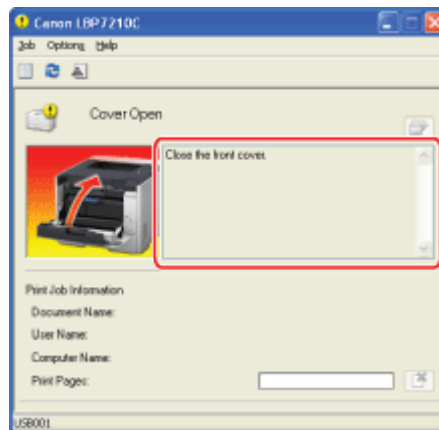 Canon LBP7210C
Job Options Help
Cover Open
Close the front cover.
Print Job Information
Document Name:
User Name:
Computer Name:
Print Pages:
USB001